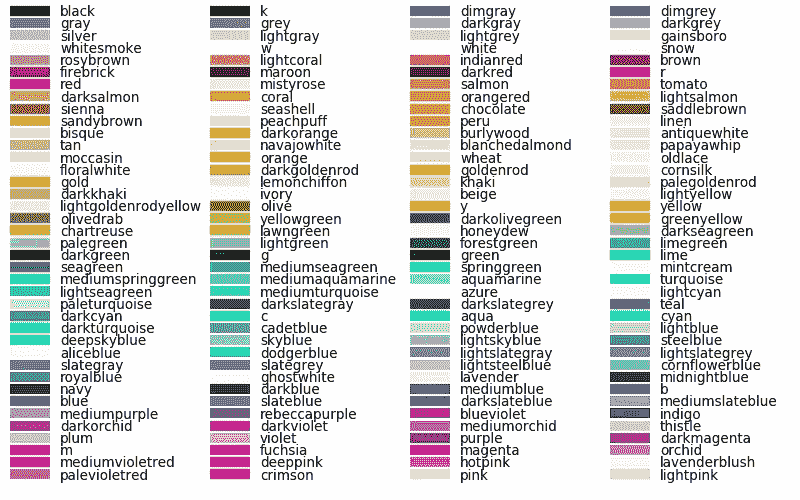 black k dimgray dimgrey
gray grey darkgray darkgrey
silver lightgray lightgrey gainsboro
whitesmoke w white snow
rosybrown lightcoral indianred brown
firebrick maroon darkred r
red mistyrose salmon tomato
darksalmon coral orangered lightsalmon
sienna seashell chocolate saddlebrown
sandybrown peachpuff peru linen
bisque darkorange burlywood antiquewhite
tan navajowhite blanchedalmond papayawhip
moccasin orange wheat oldlace
floralwhite darkgoldenrod goldenrod cornsilk
gold lemonchiffon khaki palegoldenrod
darkkhaki ivory beige lightyellow
lightgoldenrodyellow olive y yellow
olivedrab yellowgreen darkolivegreen greenyellow
chartreuse lawngreen honeydew darkseagreen
palegreen lightgreen forestgreen limegreen
darkgreen g green lime
seagreen mediumseagreen springgreen mintcream
mediumspringgreen mediumaquamarine aquamarine turquoise
lightseagreen mediumturquoise azure lightcyan
paleturquoise darkslategray darkslategrey teal
darkcyan c aqua cyan
darkturquoise cadetblue powderblue lightblue
deepskyblue skyblue lightskyblue steelblue
aliceblue dodgerblue lightslategray lightslategrey
slategray slategrey lightsteelblue cornflowerblue
royalblue ghostwhite lavender midnightblue
navy darkblue mediumblue b
blue slateblue darkslateblue mediumslateblue
mediumpurple rebeccapurple blueviolet indigo
darkorchid darkviolet mediumorchid thistle
plum violet purple darkmagenta
m fuchsia magenta orchid
mediumvioletred deeppink hotpink lavenderblush
palevioletred crimson pink lightpink